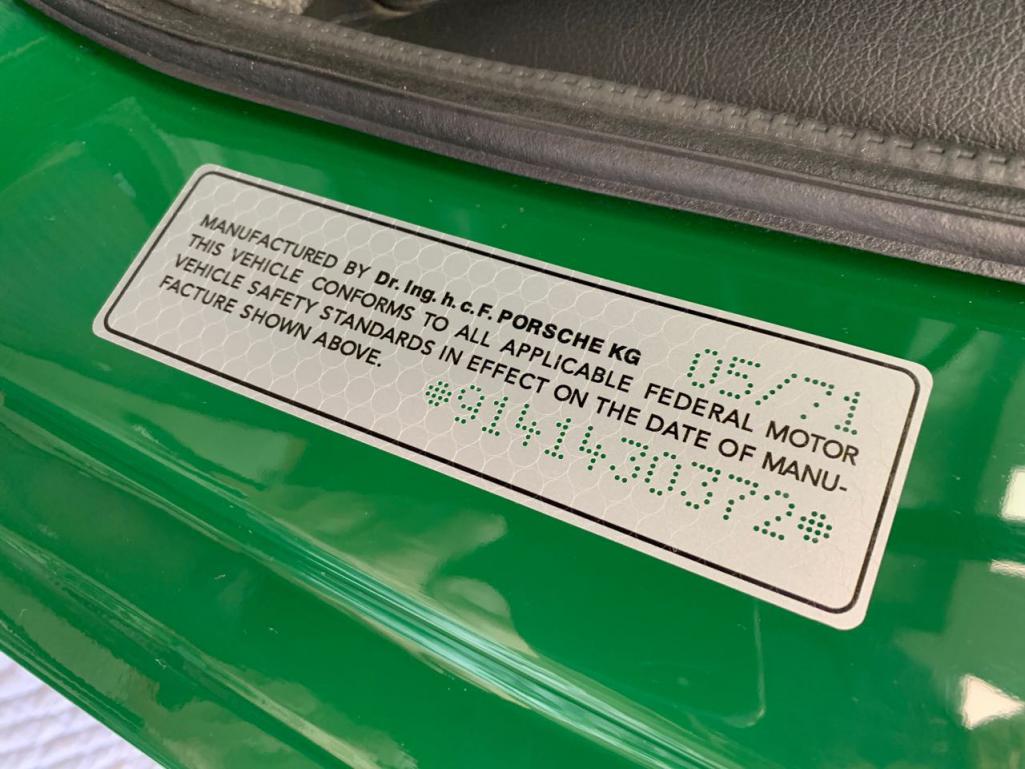 MANUFACTURED BY Dr. Ing. h. c. F. PORSCHE KG 05/71
THIS VEHICLE CONFORMS TO ALL APPLICABLE FEDERAL MOTOR
VEHICLE SAFETY STANDARDS IN EFFECT ON THE DATE OF MANU-
FACTURE SHOWN ABOVE. *9141430372*